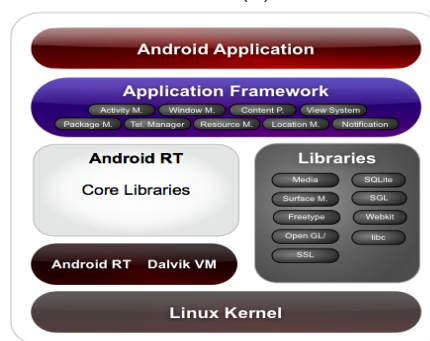 Android Application
Application Framework
Activity M. Window M. Content P. View System
Package M. Tel. Manager Resource M. Location M. Notification
Android RT
Core Libraries
Libraries
Media SQLite
Surface M. SGL
Freetype Webkit
Open GL/ libc
SSL
Android RT Dalvik VM
Linux Kernel